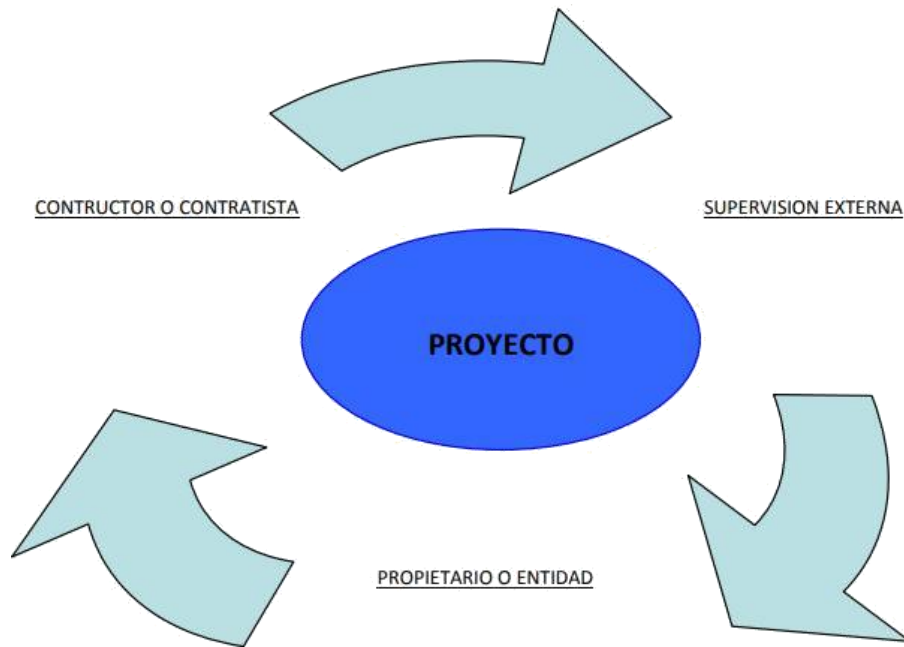 CONTRUCTOR O CONTRATISTA
SUPERVISION EXTERNA
PROYECTO
PROPIETARIO O ENTIDAD